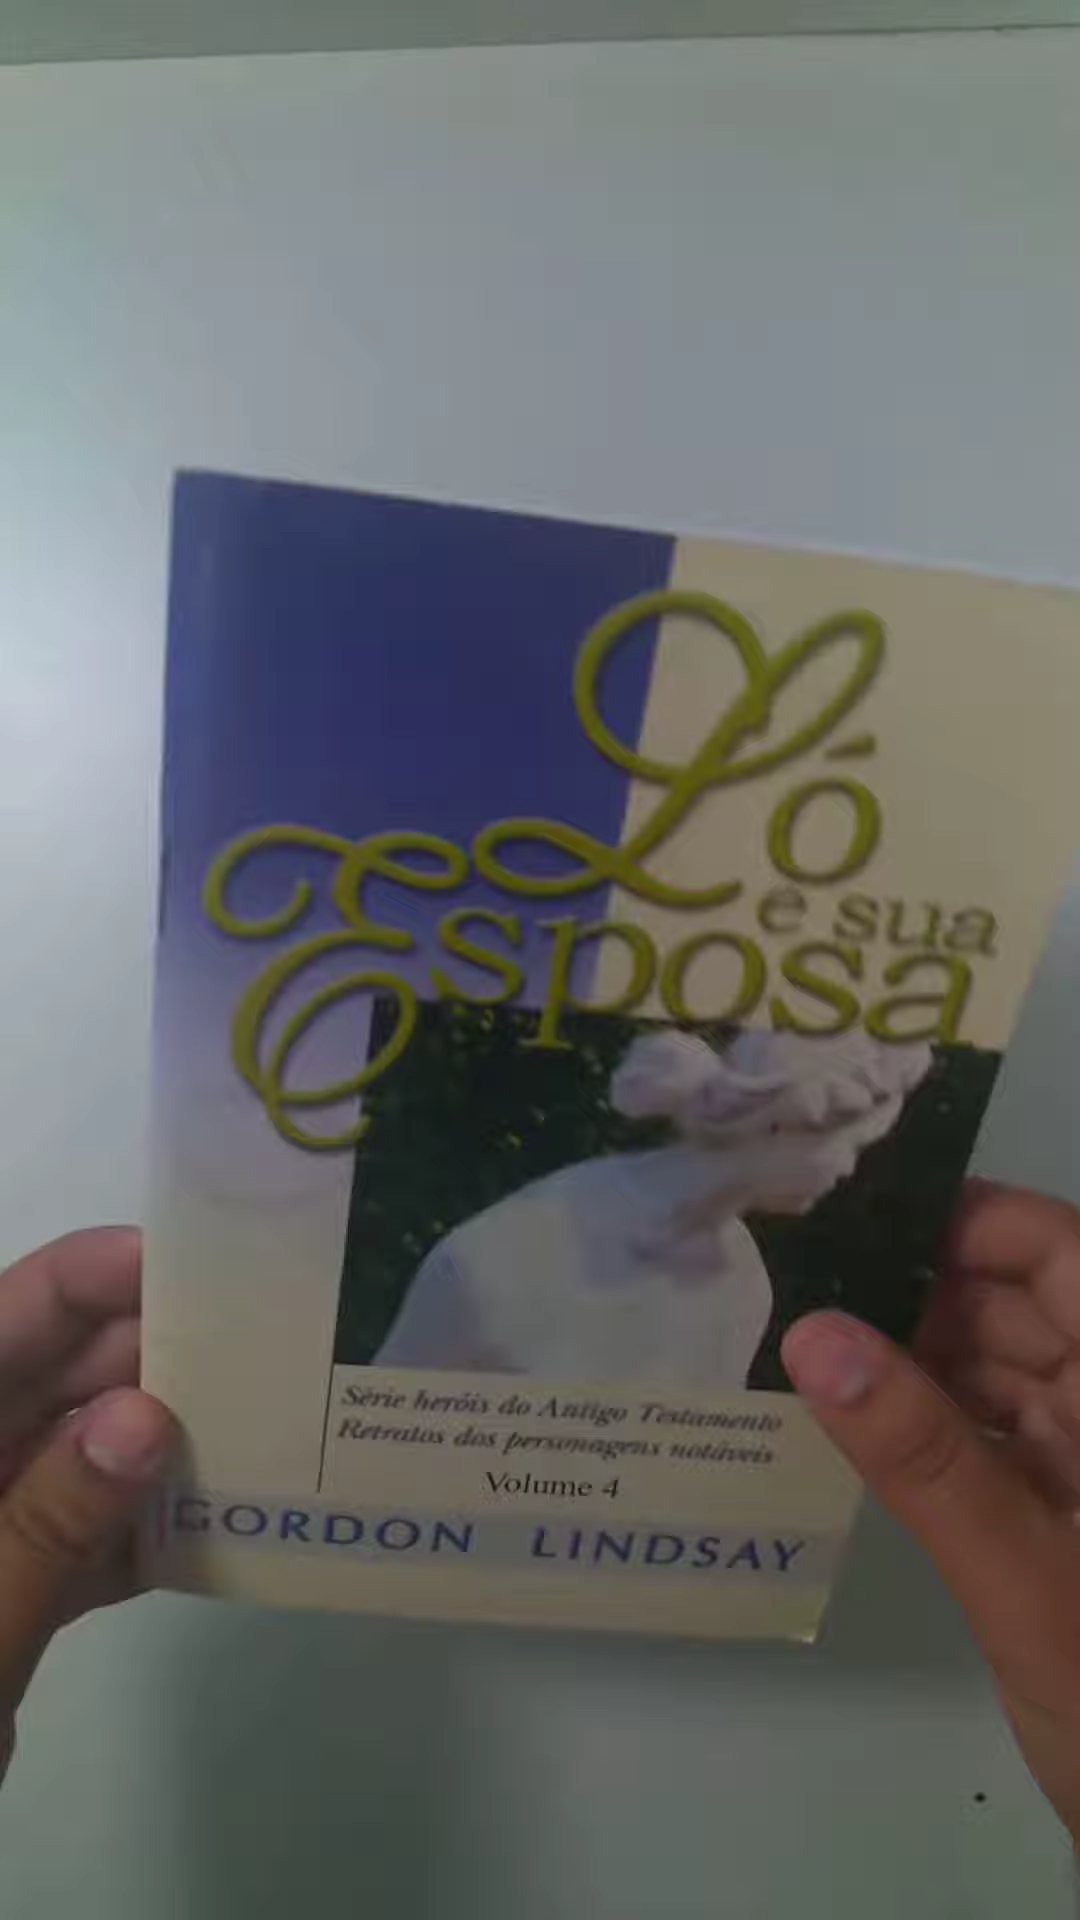 Ló
e sua
Esposa
Série heróis do Antigo Testamento
Retratos dos personagens notáveis
Volume 4
GORDON LINDSAY